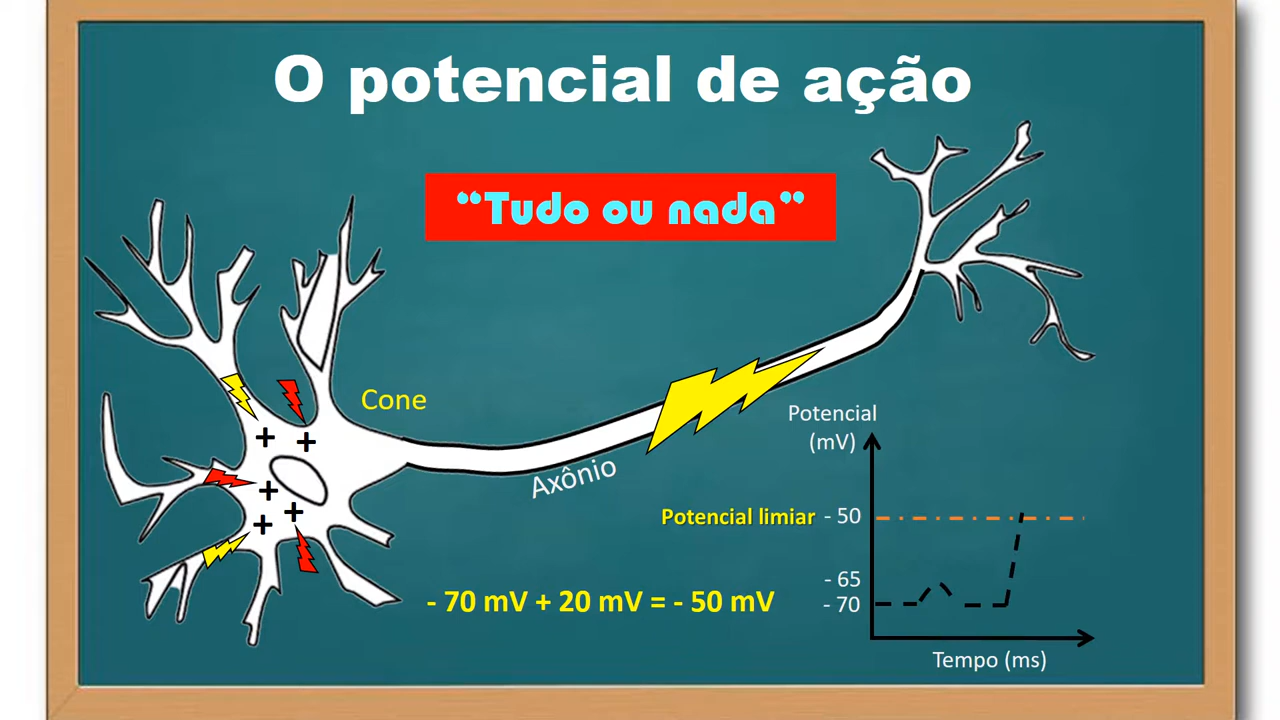 O potencial de ação
“Tudo ou nada”
Cone
Axônio
Potencial
(mV)
Potencial limiar
- 50
- 65
- 70
Tempo (ms)
- 70 mV + 20 mV = - 50 mV
+ +
+
+
+